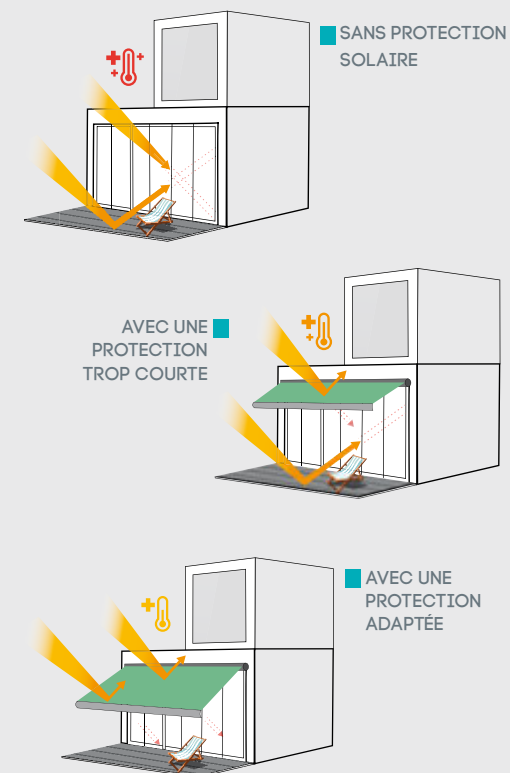 SANS PROTECTION
SOLAIRE
AVEC UNE
PROTECTION
TROP COURTE
AVEC UNE
PROTECTION
ADAPTÉE